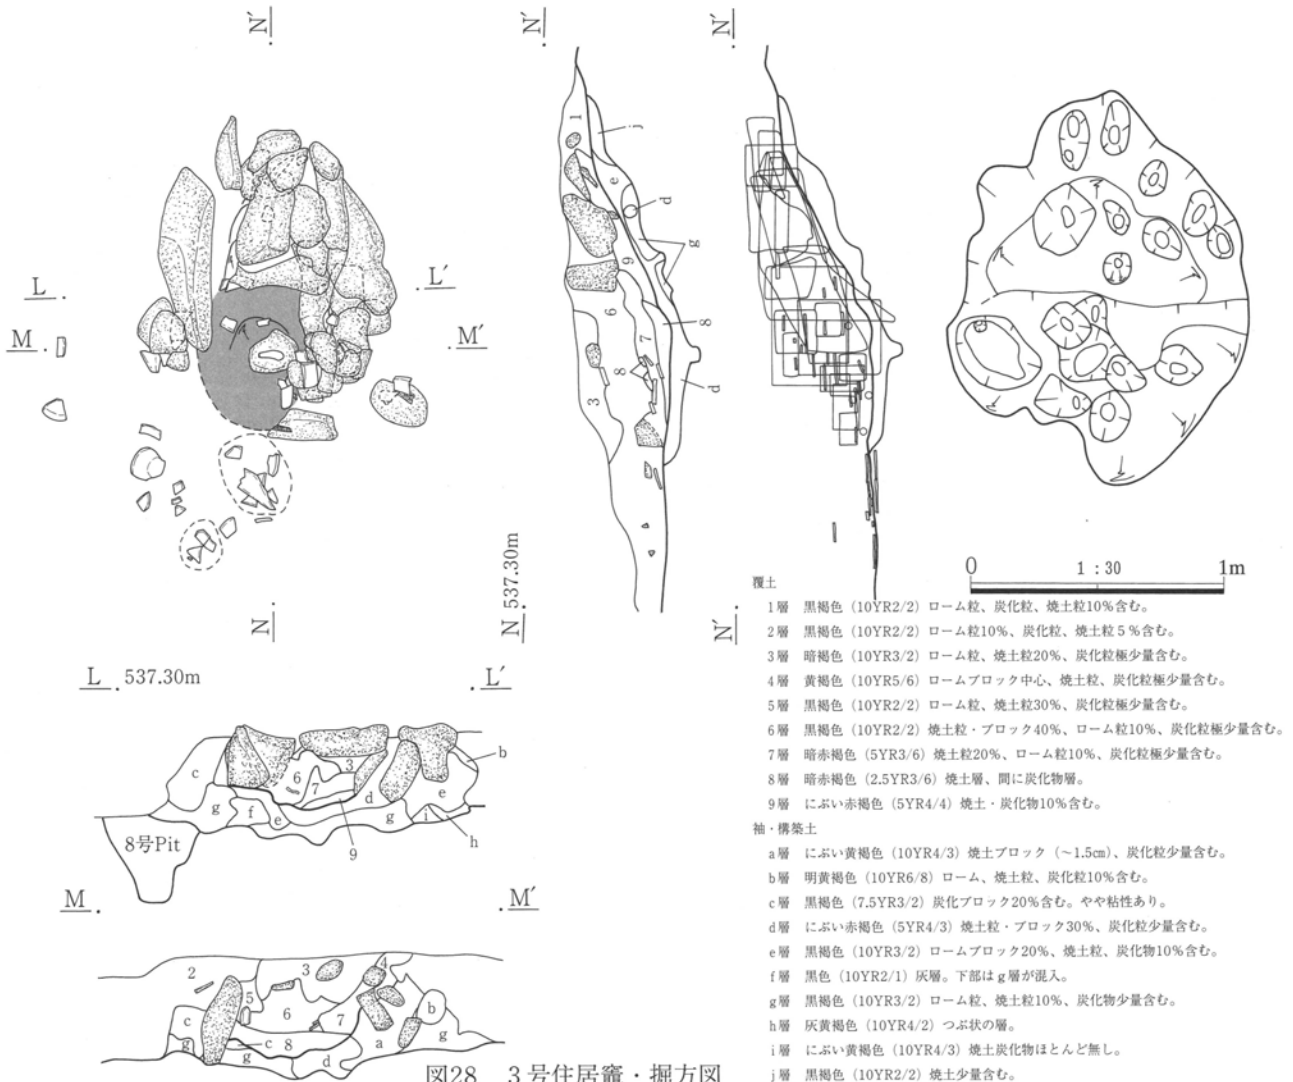 N′
N′
N′
L
L′
M
M′
1
j
e
d
g
9
6
8
7
8
3
d
N
N 537.30m
N′
0 1：30 1m
覆土
1層 黒褐色（10YR2/2）ローム粒、炭化粒、焼土粒10%含む。
2層 黒褐色（10YR2/2）ローム粒10%、炭化粒、焼土粒５%含む。
3層 暗褐色（10YR3/2）ローム粒、焼土粒20%、炭化粒極少量含む。
4層 黄褐色（10YR5/6）ロームブロック中心、焼土粒、炭化粒極少量含む。
5層 黒褐色（10YR2/2）ローム粒、焼土粒30%、炭化粒極少量含む。
6層 黒褐色（10YR2/2）焼土粒・ブロック40%、ローム粒10%、炭化粒極少量含む。
7層 暗赤褐色（5YR3/6）焼土粒20%、ローム粒10%、炭化粒極少量含む。
8層 暗赤褐色（2.5YR3/6）焼土層、間に炭化物層。
9層 にぶい赤褐色（5YR4/4）焼土・炭化物10%含む。
袖・構築土
a層 にぶい黄褐色（10YR4/3）焼土ブロック（～1.5㎝）、炭化粒少量含む。
b層 明黄褐色（10YR6/8）ローム、焼土粒、炭化粒10%含む。
c層 黒褐色（7.5YR3/2）炭化ブロック20%含む。やや粘性あり。
d層 にぶい赤褐色（5YR4/3）焼土粒・ブロック30%、炭化粒少量含む。
e層 黒褐色（10YR3/2）ロームブロック20%、焼土粒、炭化物10%含む。
f層 黒色（10YR2/1）灰層。下部はｇ層が混入。
g層 黒褐色（10YR3/2）ローム粒、焼土粒10%、炭化物少量含む。
h層 灰黄褐色（10YR4/2）つぶ状の層。
i層 にぶい黄褐色（10YR4/3）焼土炭化物ほとんど無し。
j層 黒褐色（10YR2/2）焼土少量含む。
L 537.30m
L′
c
6
3
7
b
d
e
g
f
e
g
i
h
9
8号Pit
M
M′
2
3
4
5
6
7
c
b
g
c
8
g
d
a
g
図28 ３号住居竈・掘方図